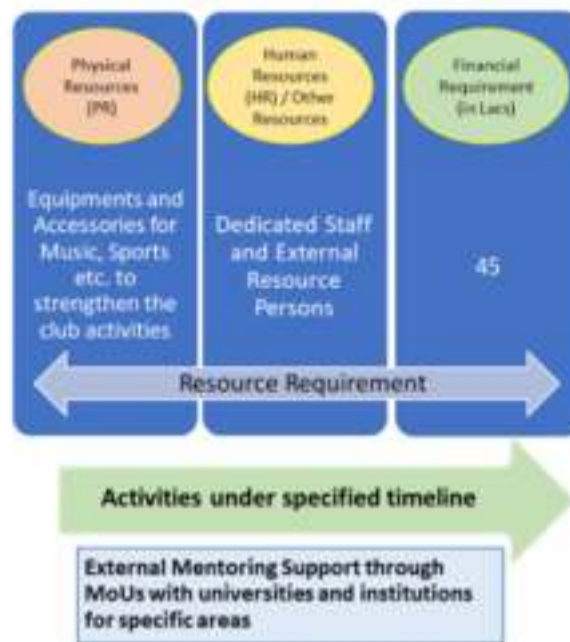 Physical
Resources
(PR)
Human
Resources
(HR) / Other
Resources
Financial
Requirement
(in Lacs)
Equipments and
Accessories for
Music, Sports
etc. to
strengthen the
club activities
Dedicated Staff
and External
Resource
Persons
45
Resource Requirement
Activities under specified timeline
External Mentoring Support through
MoUs with universities and institutions
for specific areas